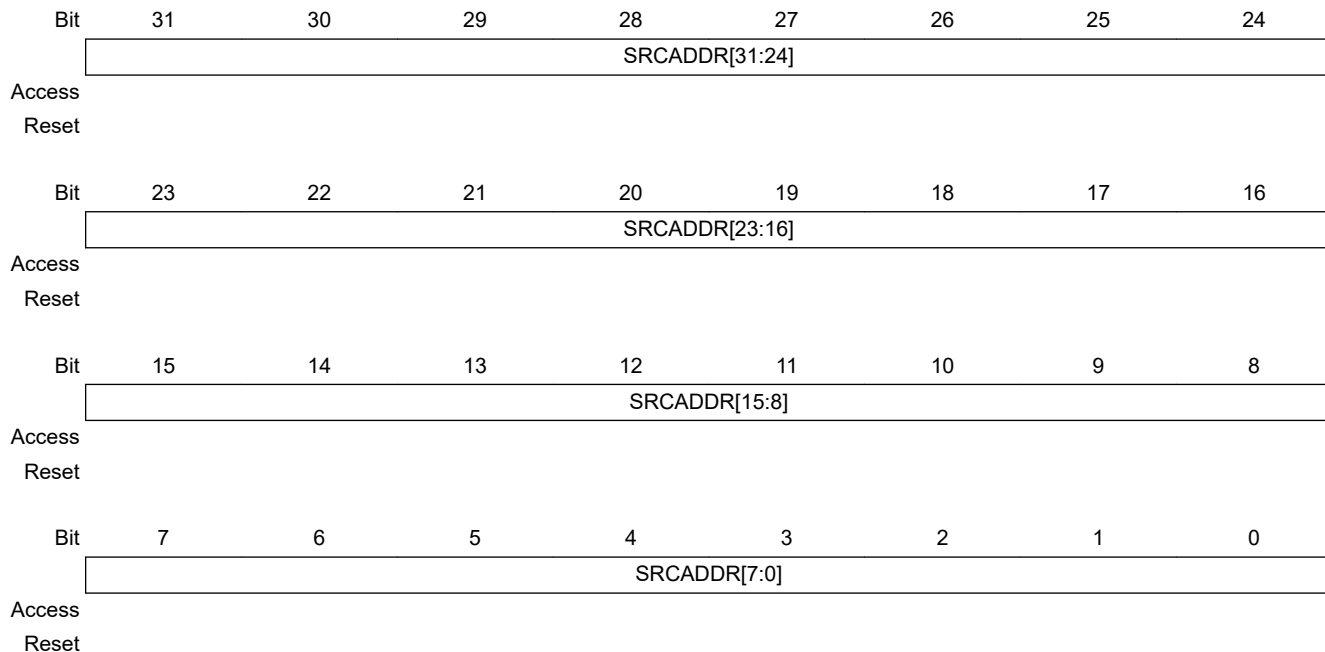 Bit 31 30 29 28 27 26 25 24
SRCADDR[31:24]
Access
Reset
Bit 23 22 21 20 19 18 17 16
SRCADDR[23:16]
Access
Reset
Bit 15 14 13 12 11 10 9 8
SRCADDR[15:8]
Access
Reset
Bit 7 6 5 4 3 2 1 0
SRCADDR[7:0]
Access
Reset